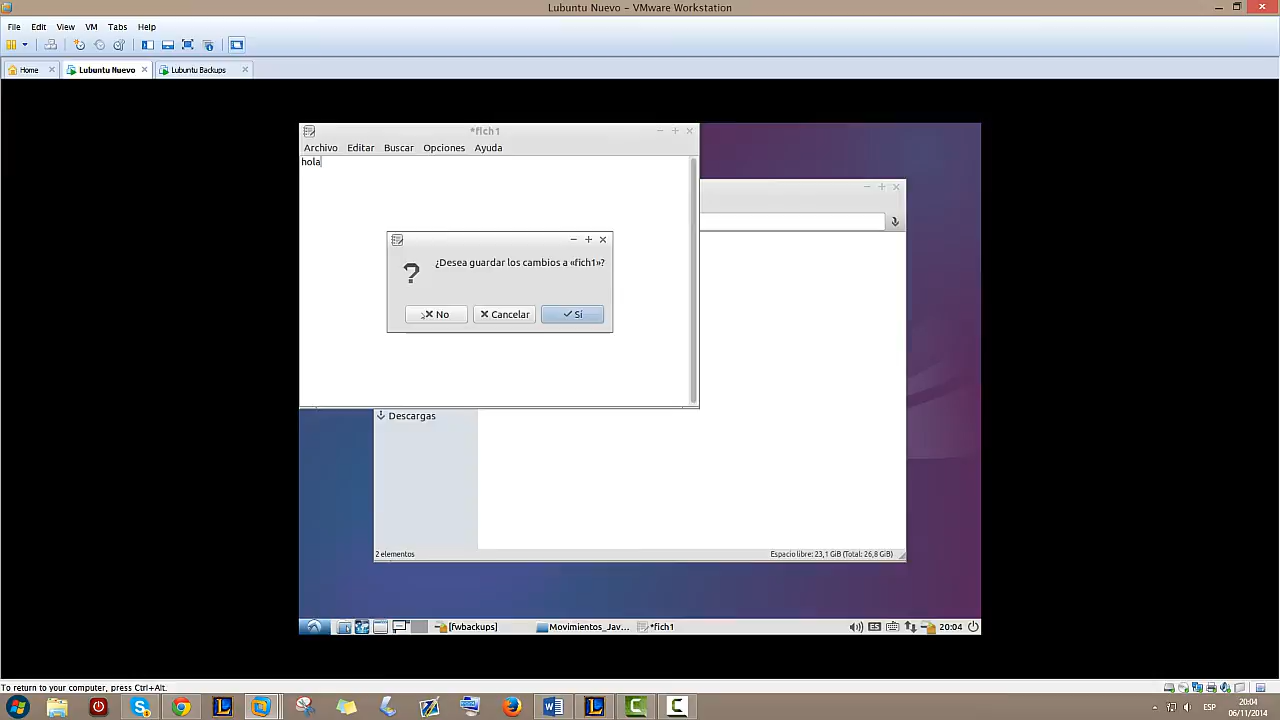 Lubuntu Nuevo – VMware Workstation
File Edit View VM Tabs Help
Home Lubuntu Nuevo Lubuntu Backups
*fich1
Archivo Editar Buscar Opciones Ayuda
hola
¿Desea guardar los cambios a «fich1»?
No Cancelar Sí
Descargas
2 elementos Espacio libre: 23,1 GiB (Total: 26,8 GiB)
[fwbackups] Movimientos_Jav... *fich1 ES 20:04
To return to your computer, press Ctrl+Alt.
ESP 20:04
06/11/2014